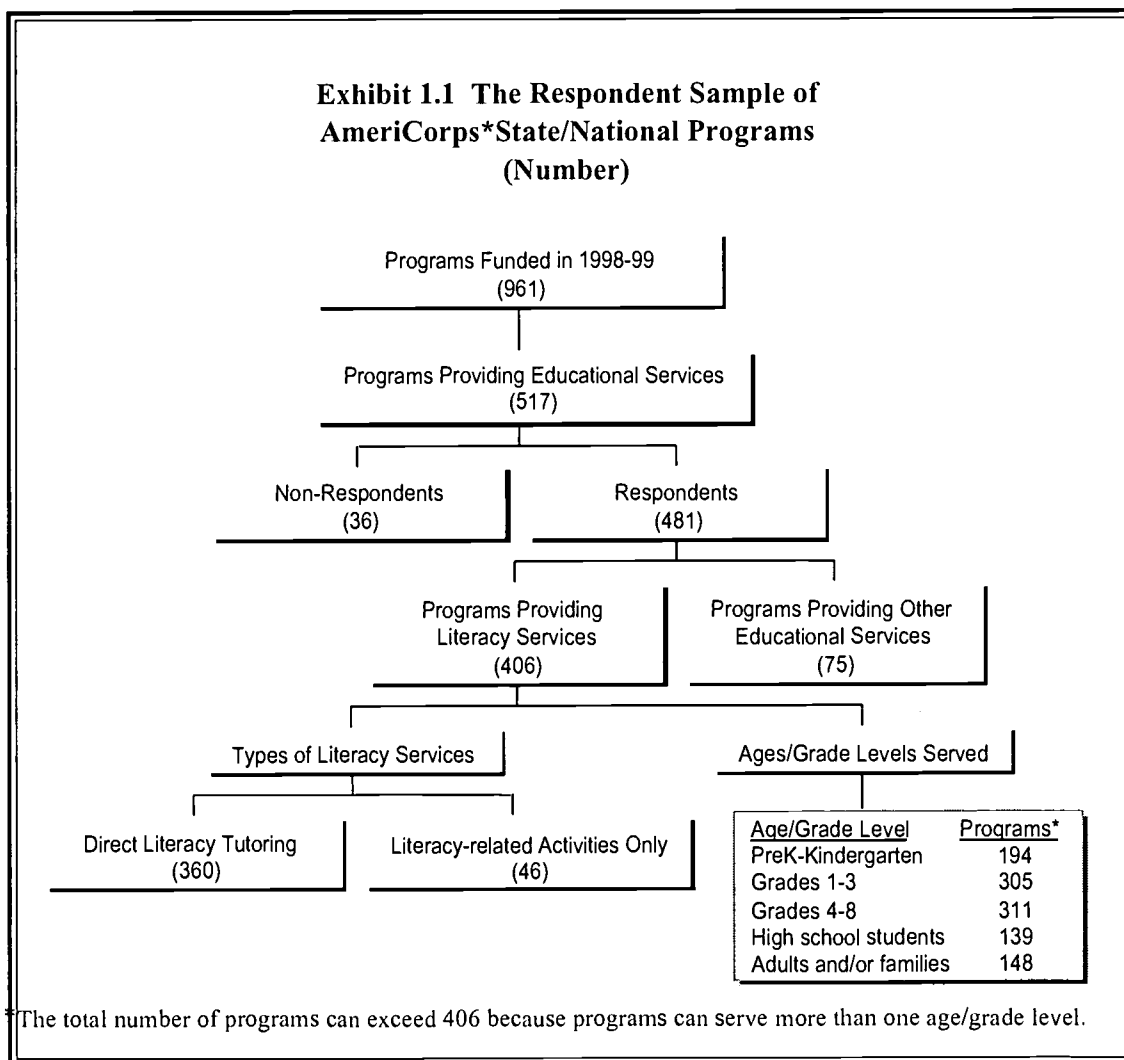 Exhibit 1.1 The Respondent Sample of
AmeriCorps*State/National Programs
(Number)
Programs Funded in 1998-99
(961)
Programs Providing Educational Services
(517)
Non-Respondents
(36)
Respondents
(481)
Programs Providing
Literacy Services
(406)
Programs Providing Other
Educational Services
(75)
Types of Literacy Services
Ages/Grade Levels Served
Direct Literacy Tutoring
(360)
Literacy-related Activities Only
(46)
Age/Grade Level Programs*
PreK-Kindergarten 194
Grades 1-3 305
Grades 4-8 311
High school students 139
Adults and/or families 148
*The total number of programs can exceed 406 because programs can serve more than one age/grade level.